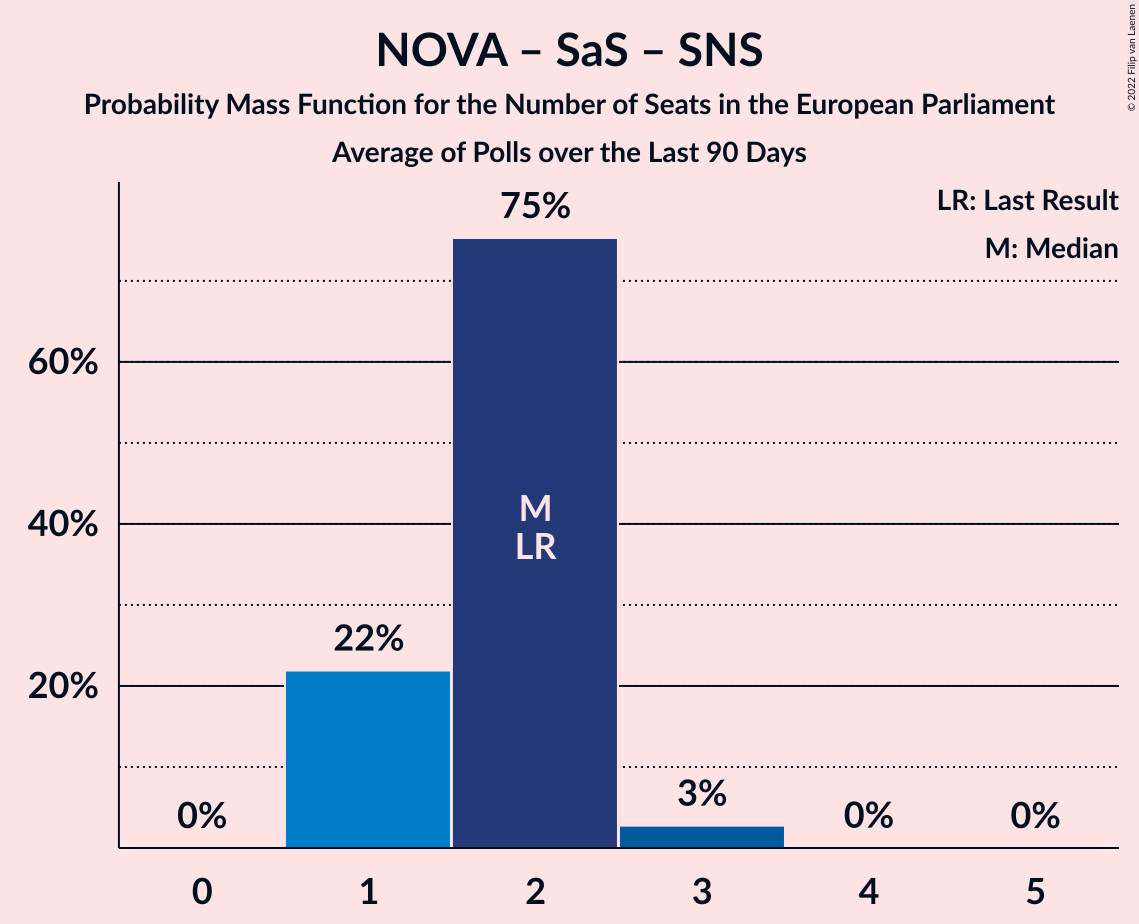 NOVA – SaS – SNS
Probability Mass Function for the Number of Seats in the European Parliament
Average of Polls over the Last 90 Days
© 2022 Filip van Laenen
LR: Last Result
M: Median
75%
60%
40%
20%
M
LR
22%
0%
3%
0%
0%
0 1 2 3 4 5